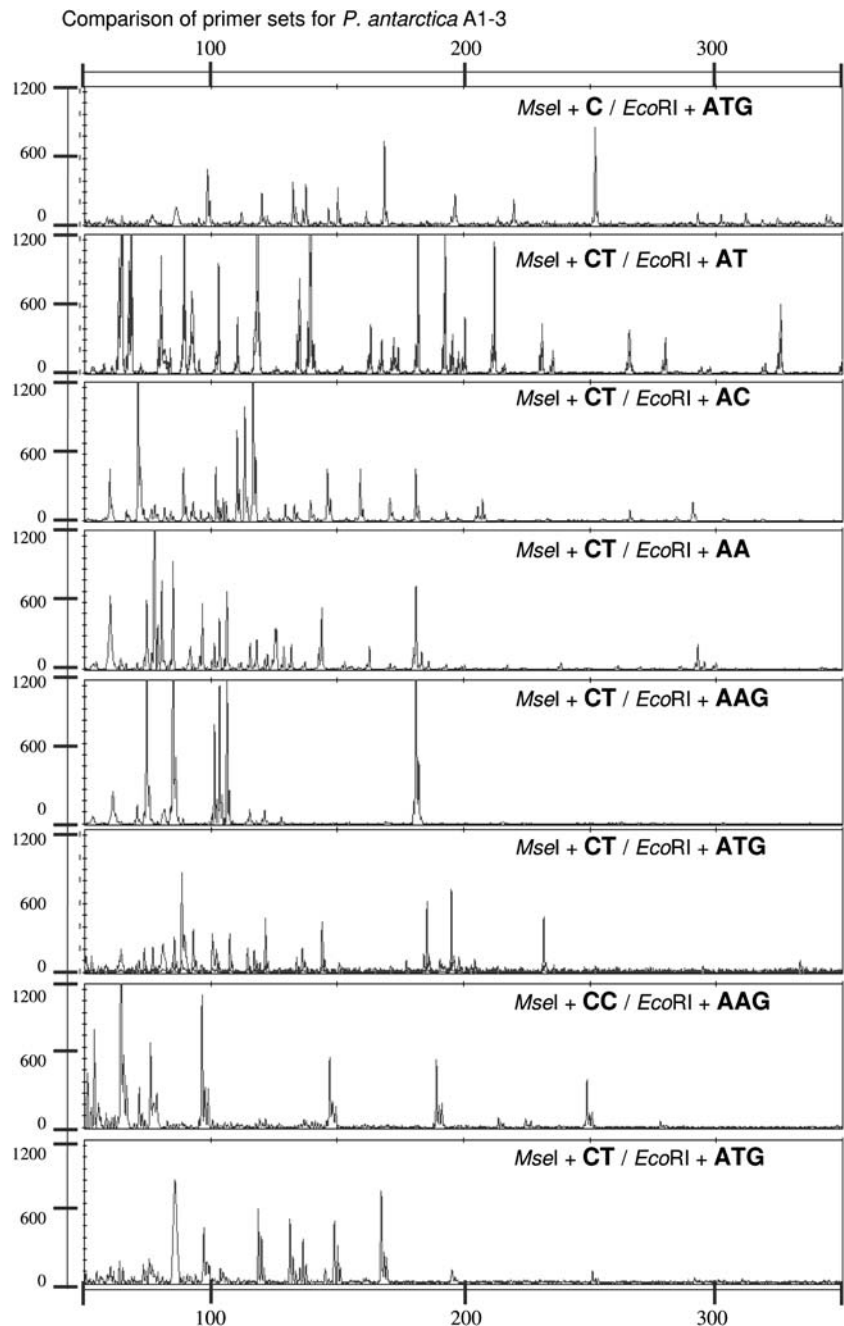 Comparison of primer sets for P. antarctica A1-3
100 200 300
1200
MseI + C / EcoRI + ATG
600
0
1200
MseI + CT / EcoRI + AT
600
0
1200
MseI + CT / EcoRI + AC
600
0
1200
MseI + CT / EcoRI + AA
600
0
1200
MseI + CT / EcoRI + AAG
600
0
1200
MseI + CT / EcoRI + ATG
600
0
1200
MseI + CC / EcoRI + AAG
600
0
1200
MseI + CT / EcoRI + ATG
600
0
100 200 300